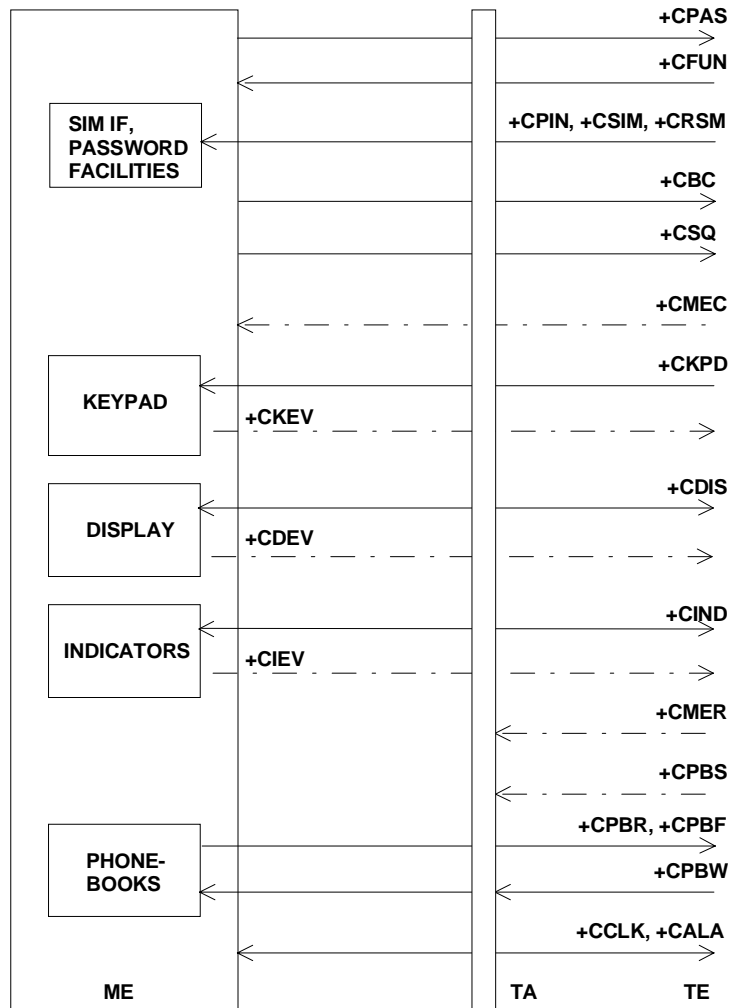 +CPAS
+CFUN
SIM IF,
PASSWORD
FACILITIES
+CPIN, +CSIM, +CRSM
+CBC
+CSQ
+CMEC
+CKPD
KEYPAD
+CKEV
+CDIS
DISPLAY
+CDEV
+CIND
INDICATORS
+CIEV
+CMER
+CPBS
+CPBR, +CPBF
PHONE-
BOOKS
+CPBW
+CCLK, +CALA
ME
TA
TE